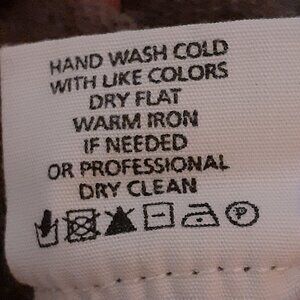 HAND WASH COLD
WITH LIKE COLORS
DRY FLAT
WARM IRON
IF NEEDED
OR PROFESSIONAL
DRY CLEAN
P